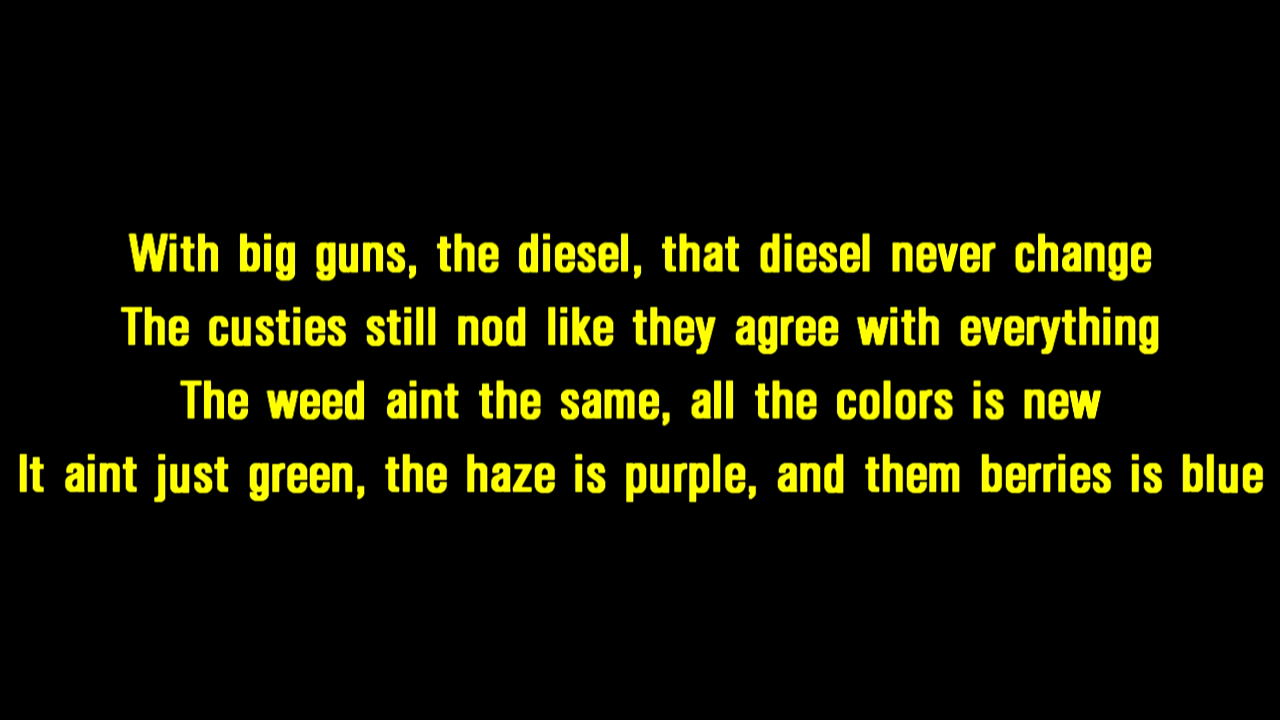 With big guns, the diesel, that diesel never change
The custies still nod like they agree with everything
The weed aint the same, all the colors is new
It aint just green, the haze is purple, and them berries is blue